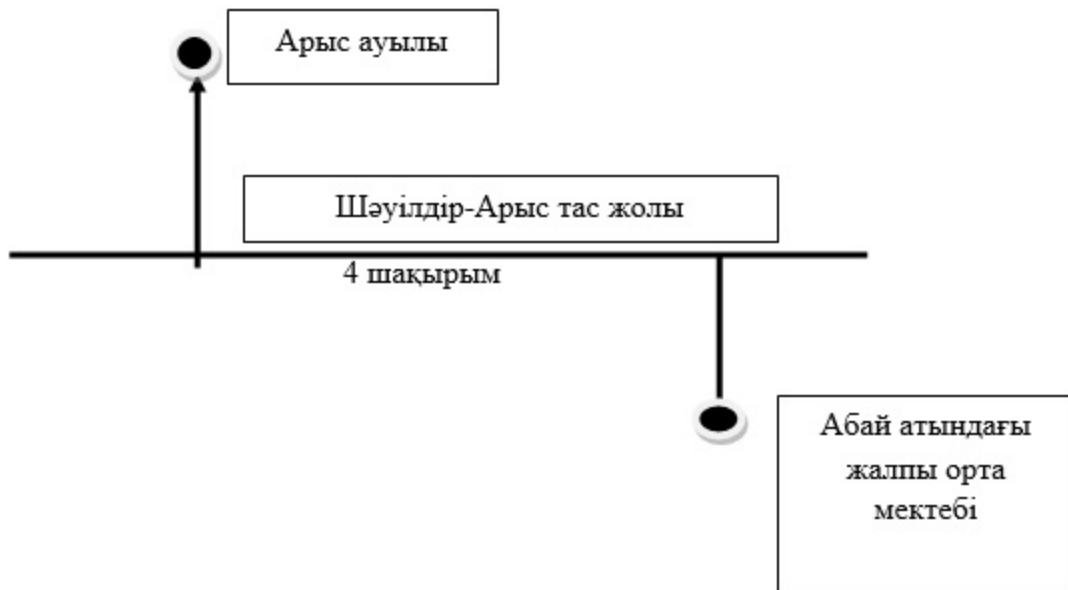 Арыс ауылы
Шәуілдір-Арыс тас жолы
4 шақырым
Абай атындағы
жалпы орта
мектебі